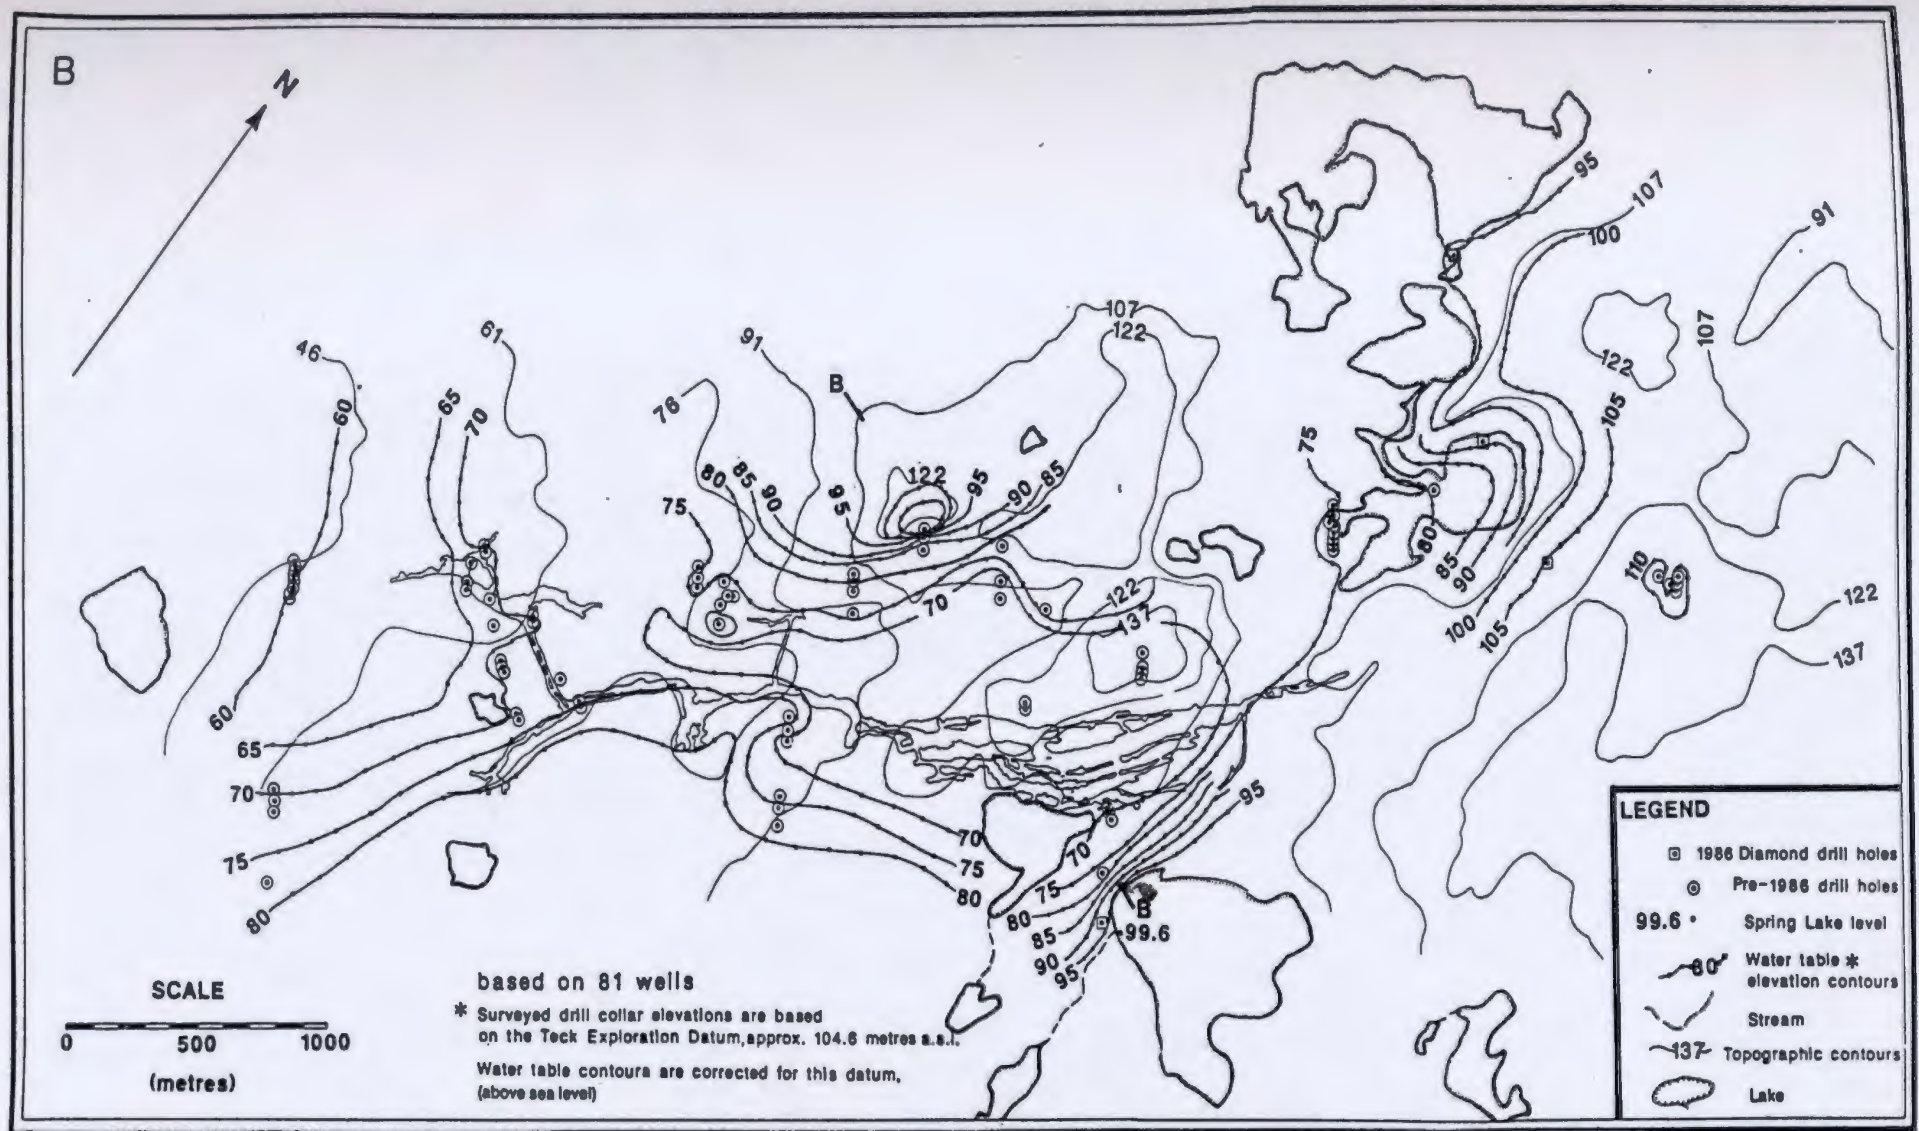 B
N
95
107
100
91
107
122
107
122
61
46
91
B
76
60
65
70
105
75
80
85
90
95
122
95
90
85
75
80
85
90
110
122
122
70
137
100
105
137
60
65
70
95
75
70
75
80
70
80
75
80
85
90
95
B
99.6
LEGEND
1986 Diamond drill holes
Pre-1986 drill holes
99.6 • Spring Lake level
80 Water table *
elevation contours
Stream
137 Topographic contours
Lake
SCALE
0 500 1000
(metres)
based on 81 wells
* Surveyed drill collar elevations are based
on the Teck Exploration Datum, approx. 104.6 metres a.s.l.
Water table contours are corrected for this datum.
(above sea level)